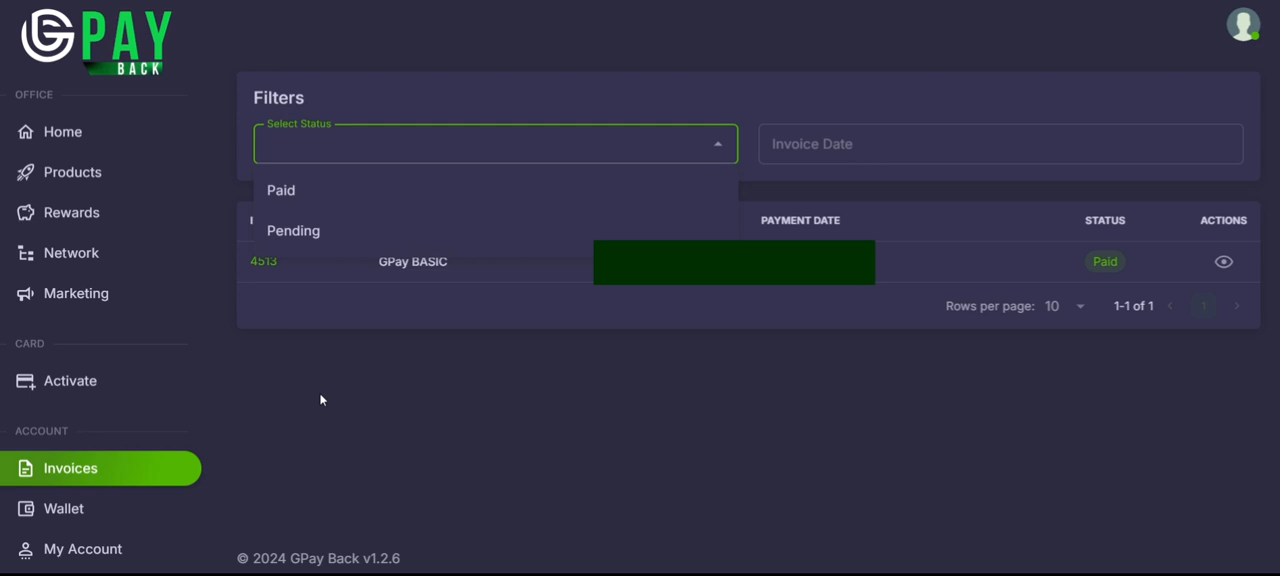 G PAY
BACK
OFFICE
Home
Products
Rewards
Network
Marketing
CARD
Activate
ACCOUNT
Invoices
Wallet
My Account
Filters
Select Status
Invoice Date
Paid
Pending
PAYMENT DATE
STATUS
ACTIONS
4513
GPay BASIC
Paid
Rows per page: 10
1-1 of 1
1
© 2024 GPay Back v1.2.6